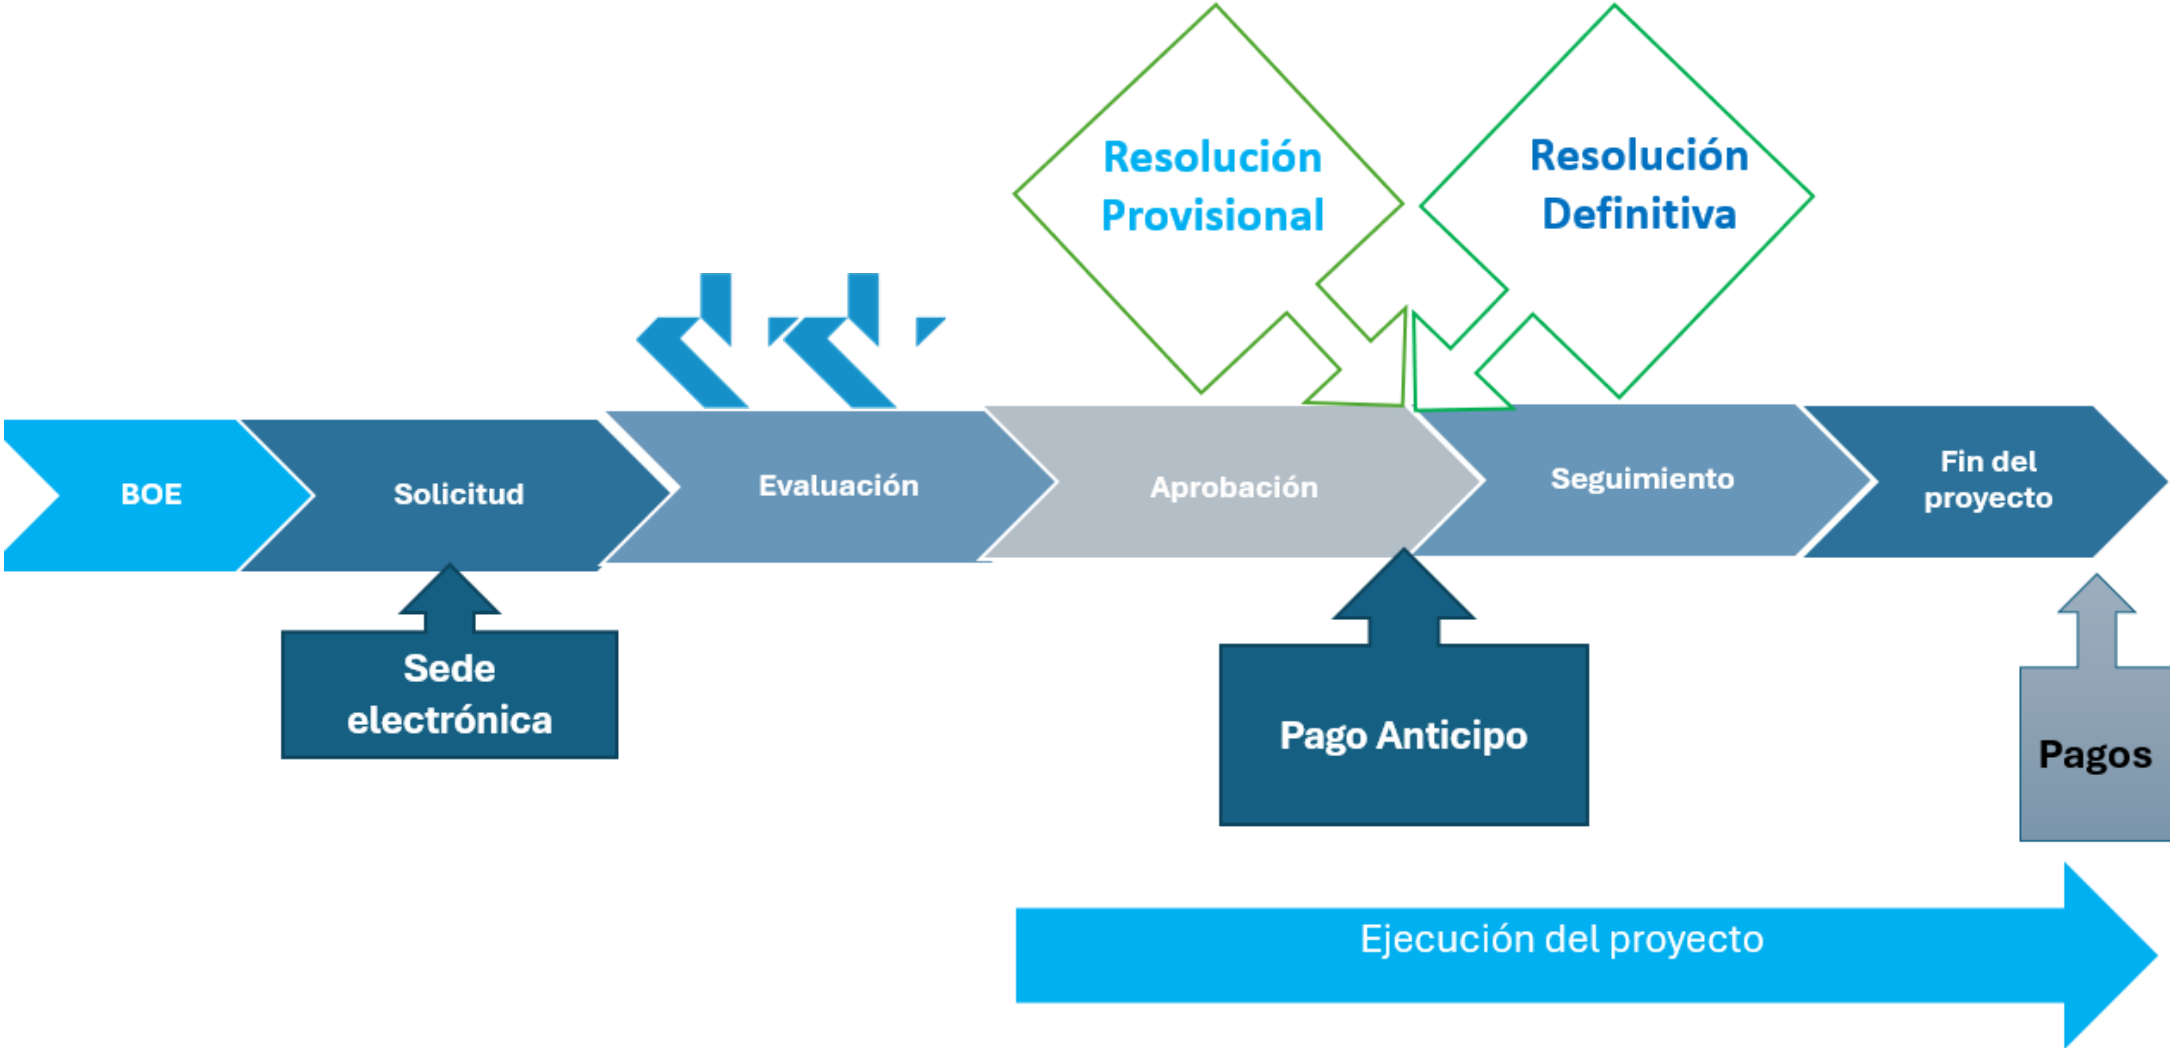 Resolución
Provisional
Resolución
Definitiva
BOE
Solicitud
Evaluación
Aprobación
Seguimiento
Fin del
proyecto
Sede
electrónica
Pago Anticipo
Pagos
Ejecución del proyecto